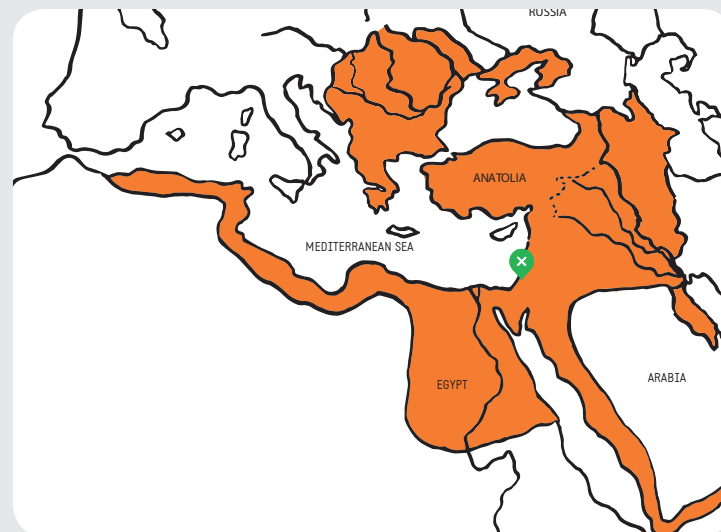 RUSSIA
ANATOLIA
MEDITERRANEAN SEA
EGYPT
ARABIA